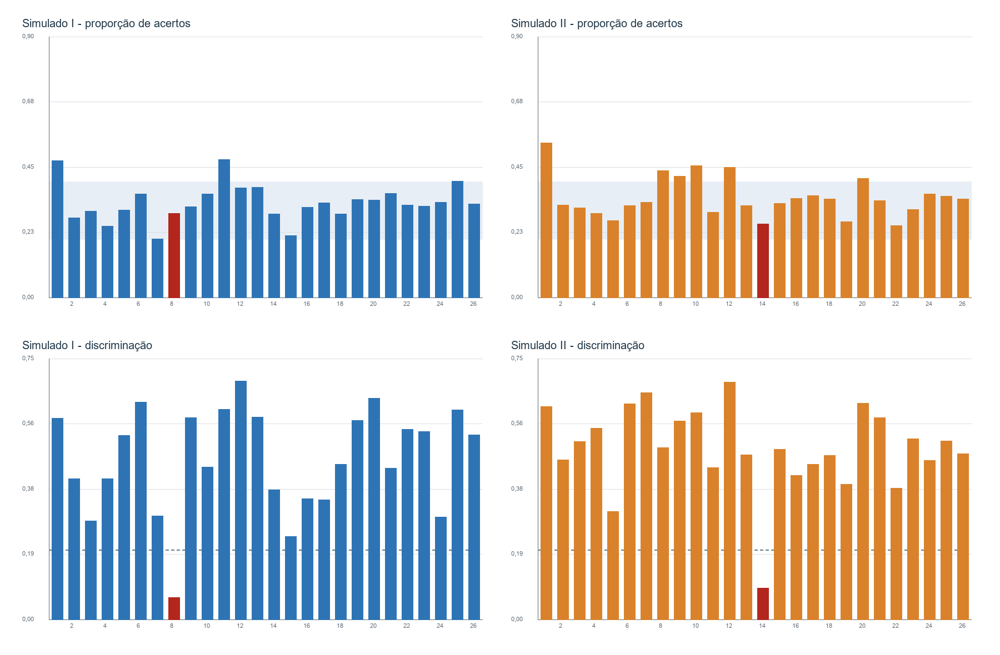 Simulado I - proporção de acertos
0,90
0,68
0,45
0,23
0,00
2 4 6 8 10 12 14 16 18 20 22 24 26
Simulado II - proporção de acertos
0,90
0,68
0,45
0,23
0,00
2 4 6 8 10 12 14 16 18 20 22 24 26
Simulado I - discriminação
0,75
0,56
0,38
0,19
0,00
2 4 6 8 10 12 14 16 18 20 22 24 26
Simulado II - discriminação
0,75
0,56
0,38
0,19
0,00
2 4 6 8 10 12 14 16 18 20 22 24 26